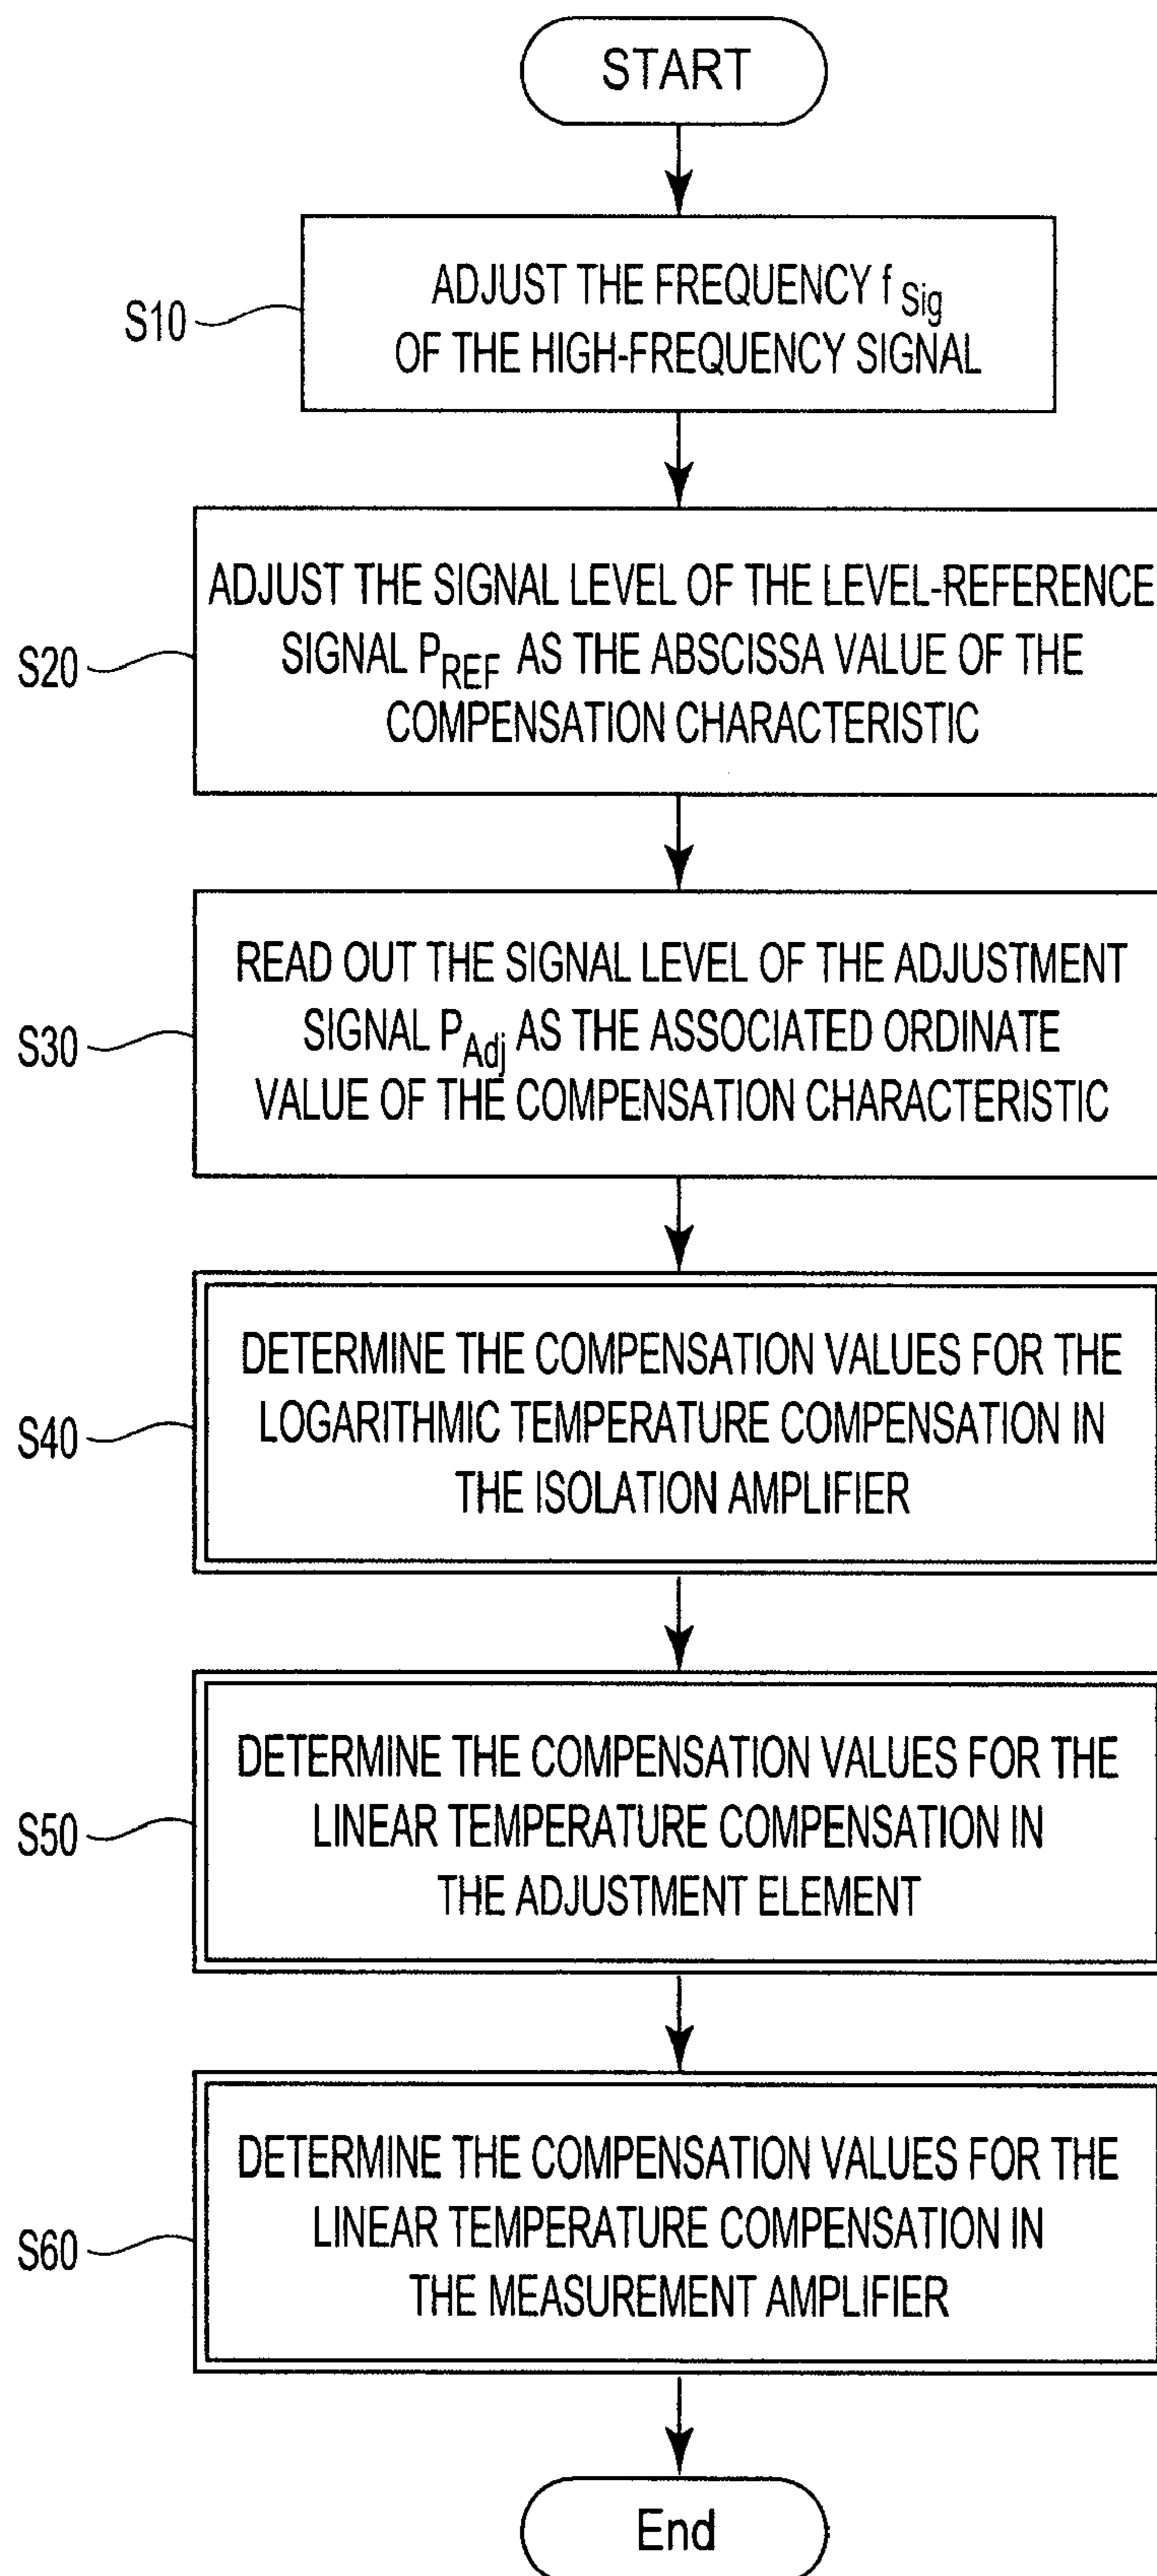 START
S10
ADJUST THE FREQUENCY f Sig
OF THE HIGH-FREQUENCY SIGNAL
S20
ADJUST THE SIGNAL LEVEL OF THE LEVEL-REFERENCE
SIGNAL PREF AS THE ABSCISSA VALUE OF THE
COMPENSATION CHARACTERISTIC
S30
READ OUT THE SIGNAL LEVEL OF THE ADJUSTMENT
SIGNAL PAdj AS THE ASSOCIATED ORDINATE
VALUE OF THE COMPENSATION CHARACTERISTIC
S40
DETERMINE THE COMPENSATION VALUES FOR THE
LOGARITHMIC TEMPERATURE COMPENSATION IN
THE ISOLATION AMPLIFIER
S50
DETERMINE THE COMPENSATION VALUES FOR THE
LINEAR TEMPERATURE COMPENSATION IN
THE ADJUSTMENT ELEMENT
S60
DETERMINE THE COMPENSATION VALUES FOR THE
LINEAR TEMPERATURE COMPENSATION IN
THE MEASUREMENT AMPLIFIER
End